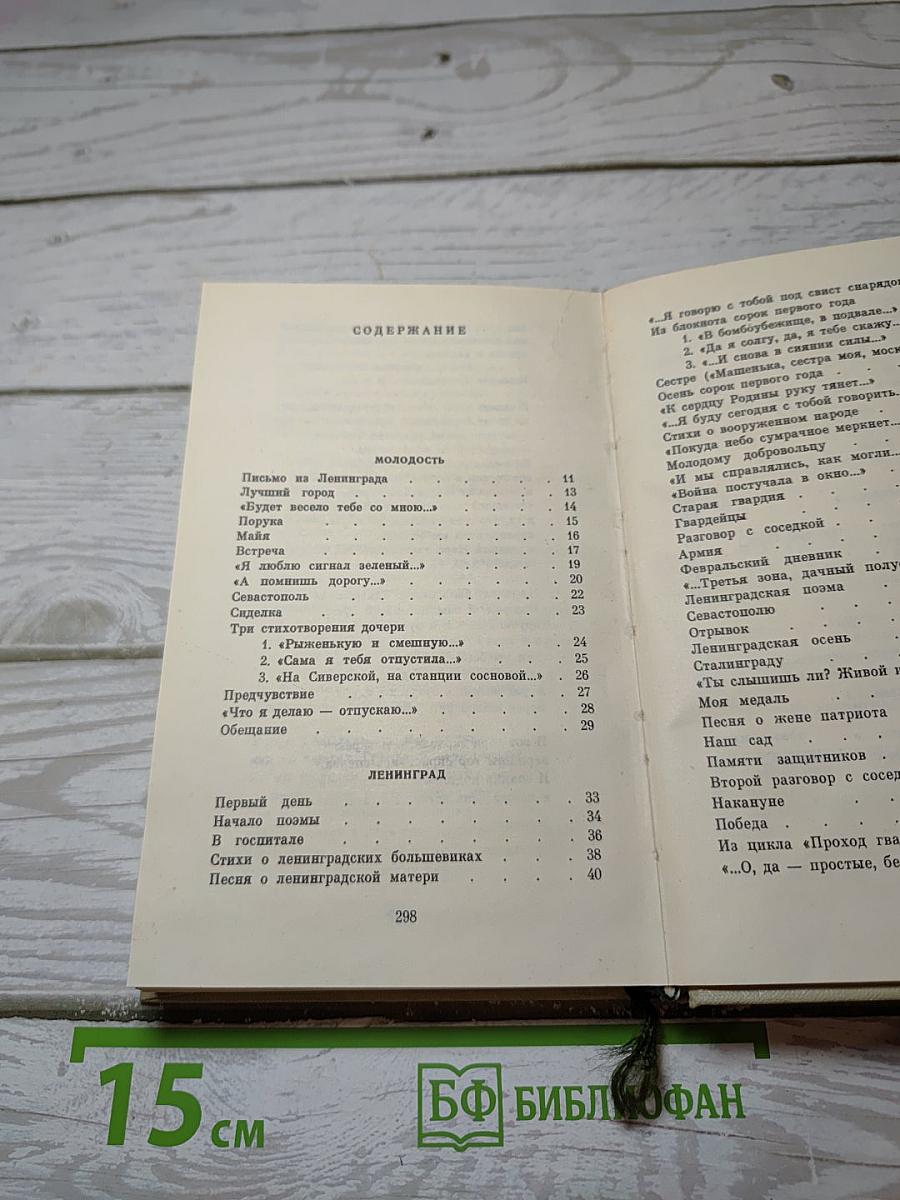 СОДЕРЖАНИЕ
МОЛОДОСТЬ
Письмо из Ленинграда . . . . . . 11
Лучший город . . . . . . . . 13
«Будет весело тебе со мною...» . . . . . 14
Порука . . . . . . . . . 15
Майя . . . . . . . . . 16
Встреча . . . . . . . . . 17
«Я люблю сигнал зеленый...» . . . . . 19
«А помнишь дорогу...» . . . . . . . 20
Севастополь . . . . . . . . 22
Сиделка . . . . . . . . . 23
Три стихотворения дочери
1. «Рыженькую и смешную...» . . . 24
2. «Сама я тебя отпустила...» . . . 25
3. «На Сиверской, на станции сосновой...» . 26
Предчувствие . . . . . . . . 27
«Что я делаю — отпускаю...» . . . . . 28
Обещание . . . . . . . . 29
ЛЕНИНГРАД
Первый день . . . . . . . . 33
Начало поэмы . . . . . . . . 34
В госпитале . . . . . . . . 36
Стихи о ленинградских большевиках . . . 38
Песня о ленинградской матери . . . . 40
298
«...Я говорю с тобой под свист снарядо
Из блокнота сорок первого года
1. «В бомбоубежище, в подвале...»
2. «Да я солгу, да, я тебе скажу...
3. «...И снова в сиянии силы...»
Сестре («Машенька, сестра моя, моск
Осень сорок первого года . . .
«К сердцу Родины руку тянет...»
«...Я буду сегодня с тобой говорить..
Стихи о вооруженном народе .
«Покуда небо сумрачное меркнет...
Молодому добровольцу . .
«И мы справлялись, как могли...
«Война постучала в окно...» .
Старая гвардия . . . .
Гвардейцы . . .
Разговор с соседкой . . .
Армия . . . .
Февральский дневник .
«...Третья зона, дачный полу
Ленинградская поэма .
Севастополю . . .
Отрывок . . . .
Ленинградская осень .
Сталинграду . . .
«Ты слышишь ли? Живой и
Моя медаль . . .
Песня о жене патриота
Наш сад . . .
Памяти защитников .
Второй разговор с сосед
Накануне . .
Победа . . . .
Из цикла «Проход гва
«...О, да — простые, бе
15 см
БФ БИБЛИОФАН